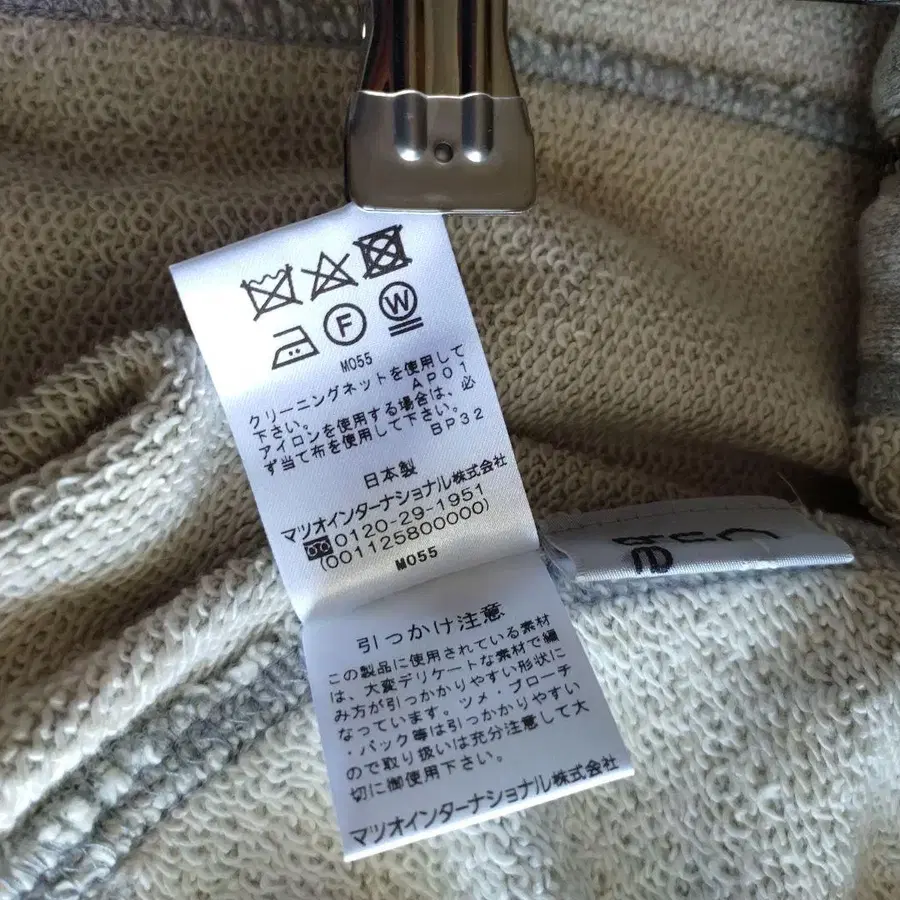 F W
M055
クリーニングネットを使用して
下さい。 AP01
アイロンを使用する場合は、必
ず当て布を使用して下さい。
BP32
日本製
マツオインターナショナル株式会社
0120-29-1951
(001125800000)
M055
引っかけ注意
この製品に使用されている素材
は、大変デリケートな素材で編
み方が引っかかりやすい形状に
なっています。ツメ・ブローチ
・バック等は引っかかりやすい
ので取り扱いは充分注意して大
切に御使用下さい。
マツオインターナショナル株式会社